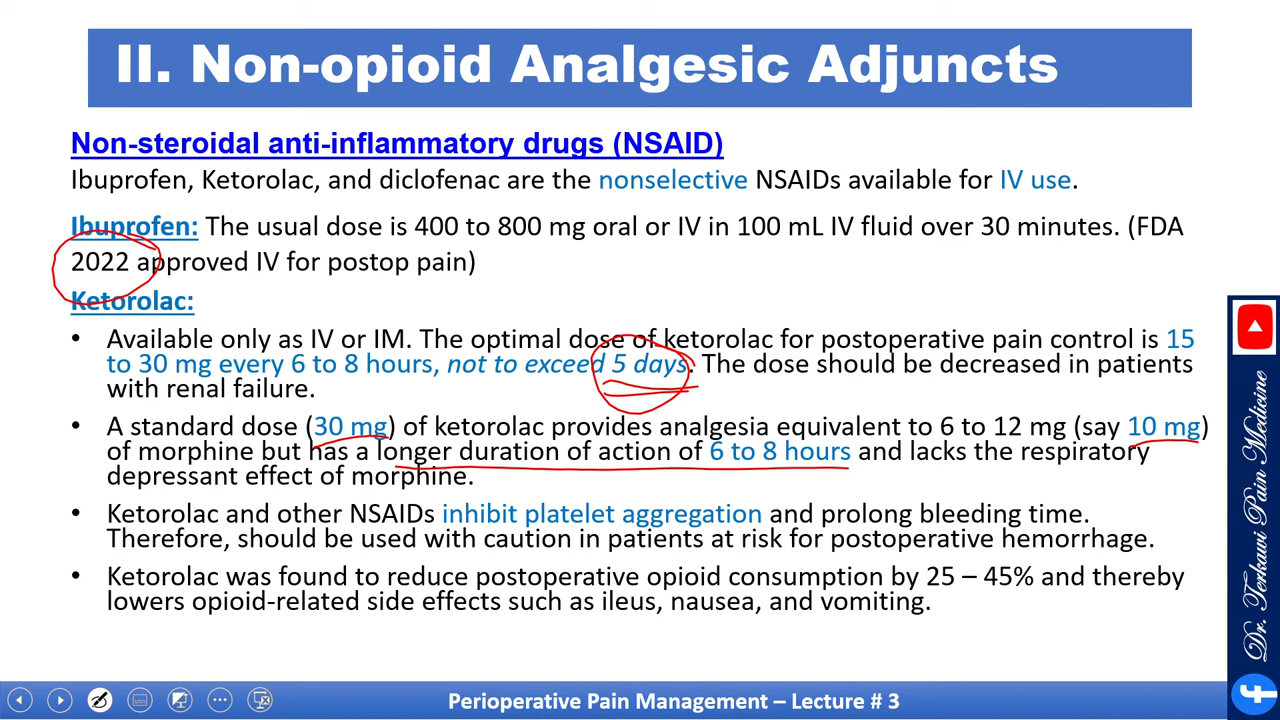 II. Non-opioid Analgesic Adjuncts
Non-steroidal anti-inflammatory drugs (NSAID)
Ibuprofen, Ketorolac, and diclofenac are the nonselective NSAIDs available for IV use.
Ibuprofen: The usual dose is 400 to 800 mg oral or IV in 100 mL IV fluid over 30 minutes. (FDA
2022 approved IV for postop pain)
Ketorolac:
• Available only as IV or IM. The optimal dose of ketorolac for postoperative pain control is 15
to 30 mg every 6 to 8 hours, not to exceed 5 days. The dose should be decreased in patients
with renal failure.
• A standard dose (30 mg) of ketorolac provides analgesia equivalent to 6 to 12 mg (say 10 mg)
of morphine but has a longer duration of action of 6 to 8 hours and lacks the respiratory
depressant effect of morphine.
• Ketorolac and other NSAIDs inhibit platelet aggregation and prolong bleeding time.
Therefore, should be used with caution in patients at risk for postoperative hemorrhage.
• Ketorolac was found to reduce postoperative opioid consumption by 25 – 45% and thereby
lowers opioid-related side effects such as ileus, nausea, and vomiting.
Dr. Terkawi Pain Medicine
Perioperative Pain Management – Lecture # 3